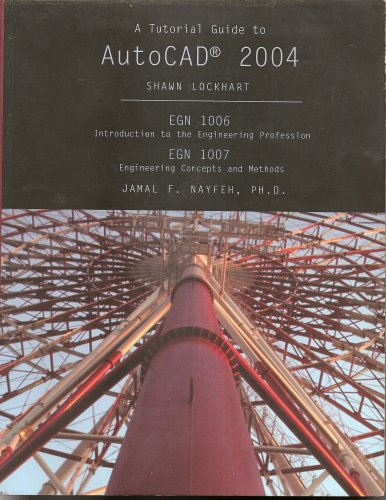 A Tutorial Guide to
AutoCAD® 2004
SHAWN LOCKHART
EGN 1006
Introduction to the Engineering Profession
EGN 1007
Engineering Concepts and Methods
JAMAL F. NAYFEH, PH.D.